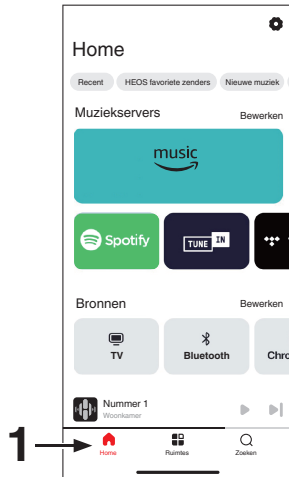 Home
Recent HEOS favoriete zenders Nieuwe muziek
Muziekservers Bewerken
music
Spotify TUNE IN
Bronnen Bewerken
TV Bluetooth Chro
Nummer 1
Woonkamer
1
Home Ruimtes Zoeken